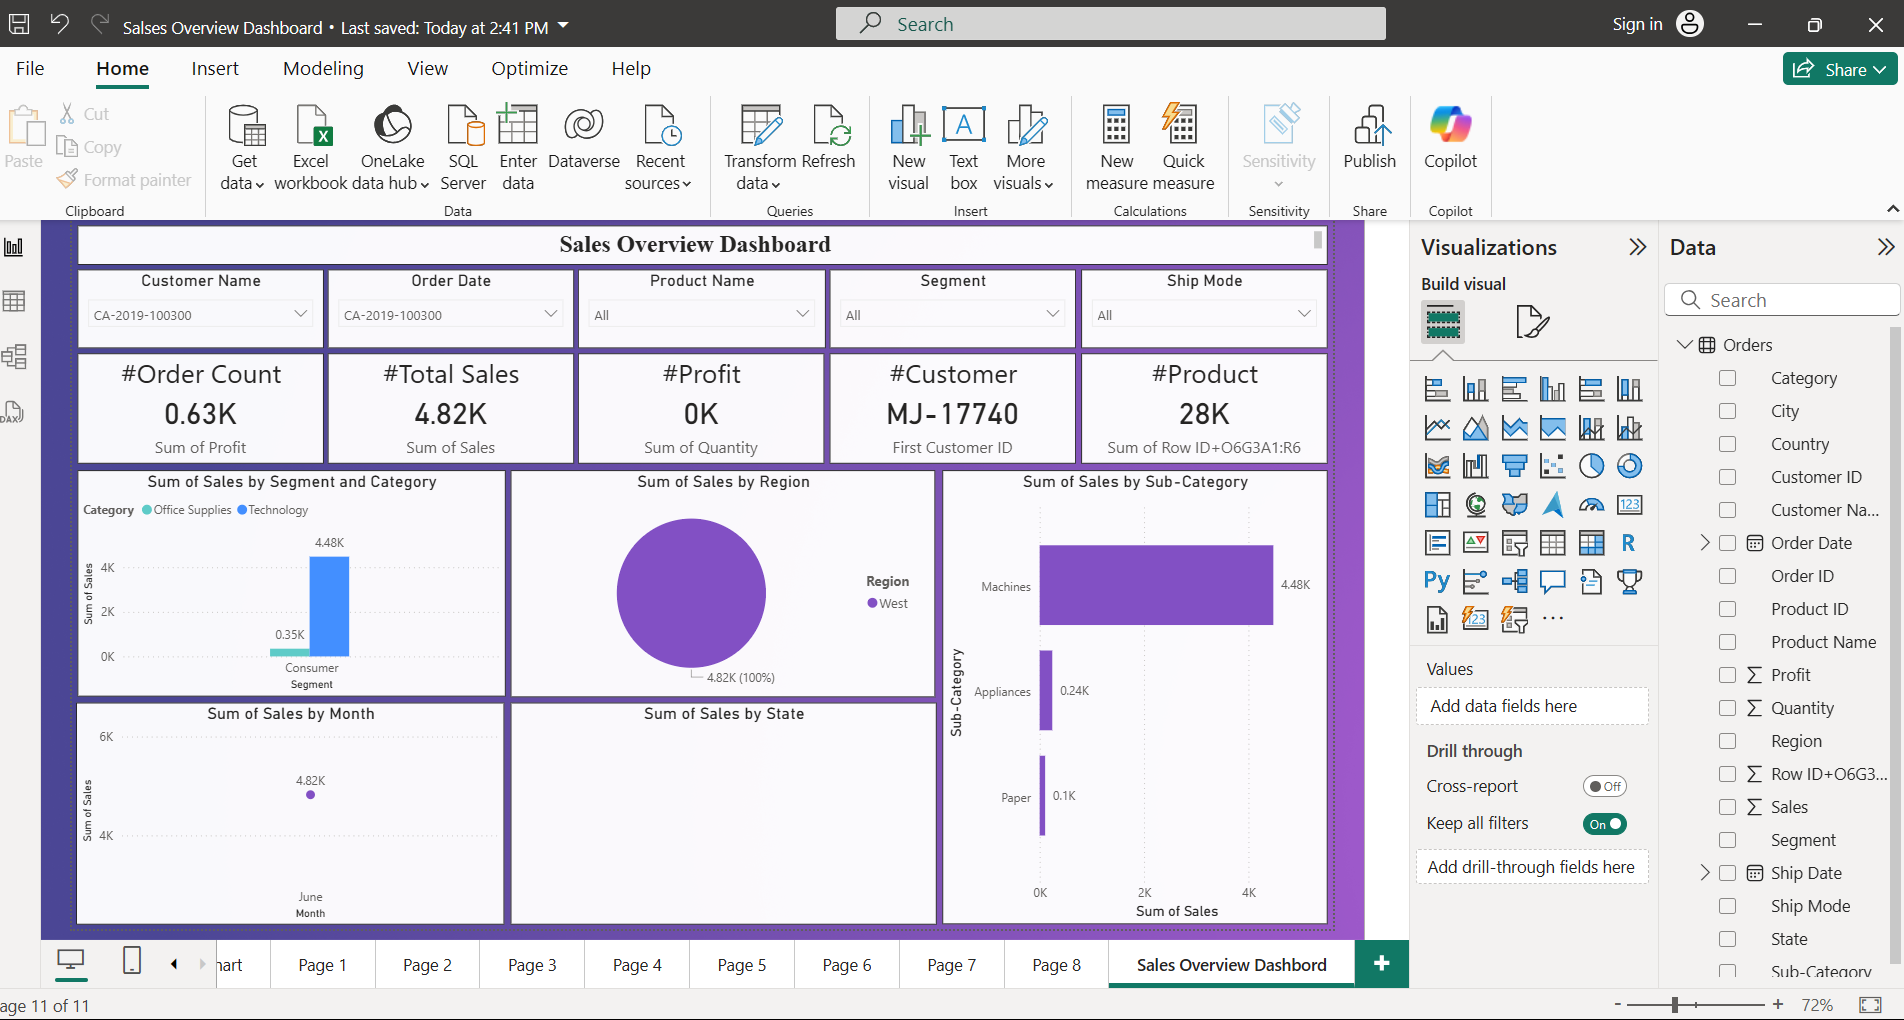 Salses Overview Dashboard • Last saved: Today at 2:41 PM
Search
Sign in
File Home Insert Modeling View Optimize Help
Share
Paste
Cut
Copy
Format painter
Clipboard
Get data
Excel workbook
OneLake data hub
SQL Server
Enter data
Dataverse
Recent sources
Data
Transform data
Refresh
Queries
New visual
Text box
More visuals
Insert
New measure
Quick measure
Calculations
Sensitivity
Sensitivity
Publish
Share
Copilot
Copilot
DAX
Sales Overview Dashboard
Customer Name
CA-2019-100300
Order Date
CA-2019-100300
Product Name
All
Segment
All
Ship Mode
All
#Order Count
0.63K
Sum of Profit
#Total Sales
4.82K
Sum of Sales
#Profit
0K
Sum of Quantity
#Customer
MJ-17740
First Customer ID
#Product
28K
Sum of Row ID+O6G3A1:R6
Sum of Sales by Segment and Category
Category Office Supplies Technology
4.48K
4K
2K
0.35K
0K
Sum of Sales
Consumer
Segment
Sum of Sales by Region
Region
West
4.82K (100%)
Sum of Sales by Sub-Category
Machines
4.48K
Appliances
0.24K
Paper
0.1K
Sub-Category
0K 2K 4K
Sum of Sales
Sum of Sales by Month
6K
4.82K
4K
Sum of Sales
June
Month
Sum of Sales by State
Visualizations
Build visual
123
R
Py
123
Values
Add data fields here
Drill through
Cross-report
Off
Keep all filters
On
Add drill-through fields here
Data
Search
Orders
Category
City
Country
Customer ID
Customer Na...
Order Date
Order ID
Product ID
Product Name
Profit
Quantity
Region
Row ID+O6G3...
Sales
Segment
Ship Date
Ship Mode
State
Sub-Category
hart Page 1 Page 2 Page 3 Page 4 Page 5 Page 6 Page 7 Page 8 Sales Overview Dashbord
age 11 of 11
- + 72%